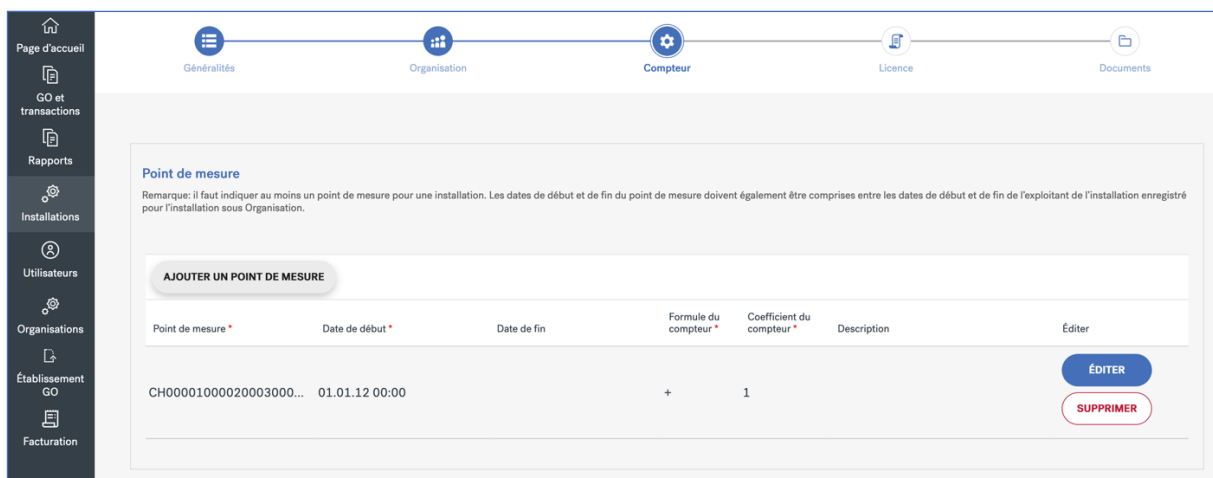 Page d'accueil
GO et
transactions
Rapports
Installations
Utilisateurs
Organisations
Établissement
GO
Facturation
Généralités
Organisation
Compteur
Licence
Documents
Point de mesure
Remarque: il faut indiquer au moins un point de mesure pour une installation. Les dates de début et de fin du point de mesure doivent également être comprises entre les dates de début et de fin de l'exploitant de l'installation enregistré
pour l'installation sous Organisation.
AJOUTER UN POINT DE MESURE
Point de mesure *
Date de début *
Date de fin
Formule du
compteur *
Coefficient du
compteur *
Description
Éditer
CH00001000020003000...
01.01.12 00:00
+
1
ÉDITER
SUPPRIMER